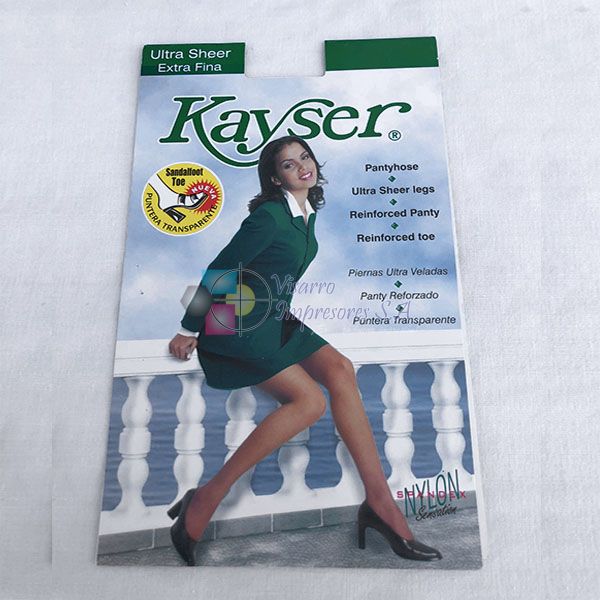 Ultra Sheer
Extra Fina
Kayser®
Sandalfoot
Toe
NUEVA
PUNTERA TRANSPARENTE
Pantyhose
Ultra Sheer legs
Reinforced Panty
Reinforced toe
Piernas Ultra Veladas
Panty Reforzado
Puntera Transparente
Visarro
Impresores S.A.
SPANDEX
NYLON
Sensation